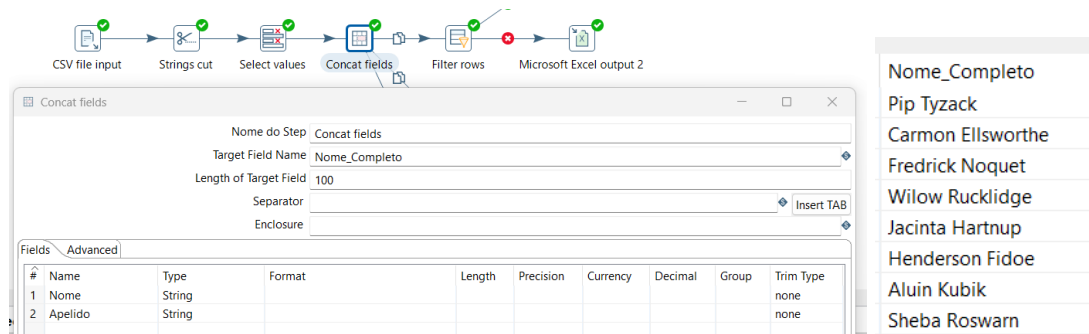 CSV file input
Strings cut
Select values
Concat fields
Filter rows
Microsoft Excel output 2
Concat fields
Nome do Step Concat fields
Target Field Name Nome_Completo
Length of Target Field 100
Separator Insert TAB
Enclosure
Fields Advanced
# Name Type Format Length Precision Currency Decimal Group Trim Type
1 Nome String none
2 Apelido String none
Nome_Completo
Pip Tyzack
Carmon Ellsworthe
Fredrick Noquet
Wilow Rucklidge
Jacinta Hartnup
Henderson Fidoe
Aluin Kubik
Sheba Roswarn